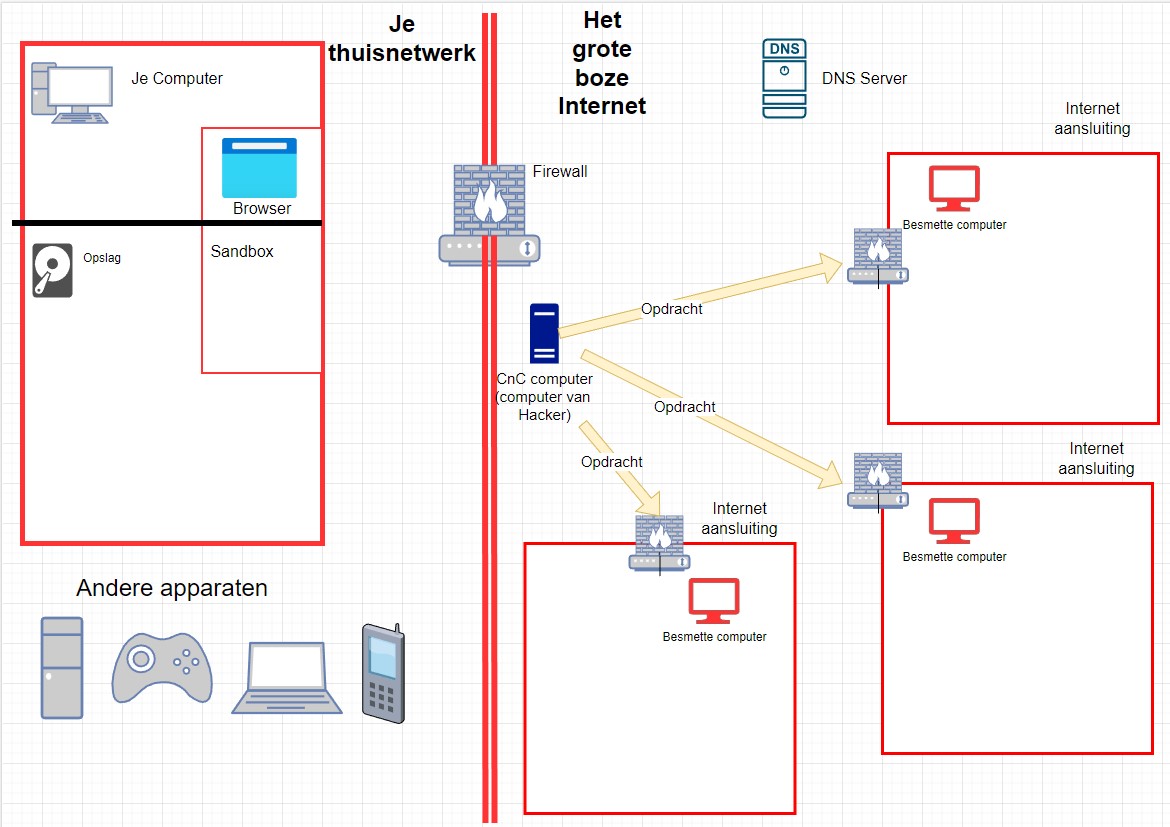 Je
thuisnetwerk
Het
grote
boze
Internet
DNS
DNS Server
Je Computer
Browser
Sandbox
Opslag
Firewall
Internet
aansluiting
Besmette computer
Opdracht
CnC computer
(computer van
Hacker)
Opdracht
Opdracht
Internet
aansluiting
Besmette computer
Internet
aansluiting
Besmette computer
Andere apparaten